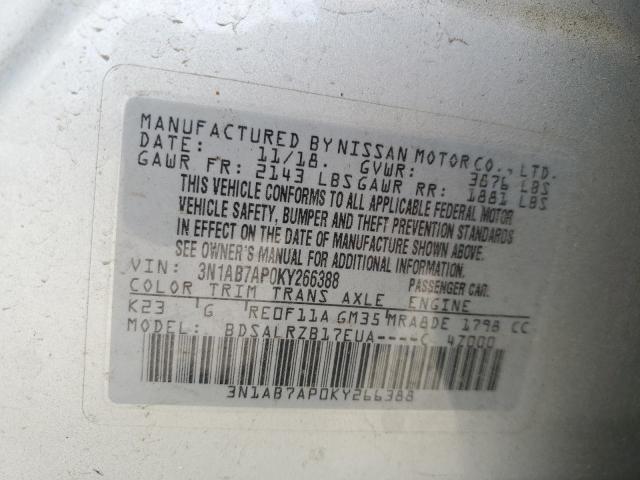 MANUFACTURED BY NISSAN MOTOR CO., LTD.
DATE: 11/18. GVWR: 3876 LBS
GAWR FR: 2143 LBS GAWR RR: 1881 LBS
THIS VEHICLE CONFORMS TO ALL APPLICABLE FEDERAL MOTOR
VEHICLE SAFETY, BUMPER AND THEFT PREVENTION STANDARDS
IN EFFECT ON THE DATE OF MANUFACTURE SHOWN ABOVE.
SEE OWNER'S MANUAL FOR ADDITIONAL INFORMATION.
VIN: 3N1AB7AP0KY266388 PASSENGER CAR.
COLOR TRIM TRANS AXLE ENGINE
K23 G RE0F11A GM35 MRA8DE 1798 CC
MODEL: BDSALRZB17EUA----C 47000
3N1AB7AP0KY266388